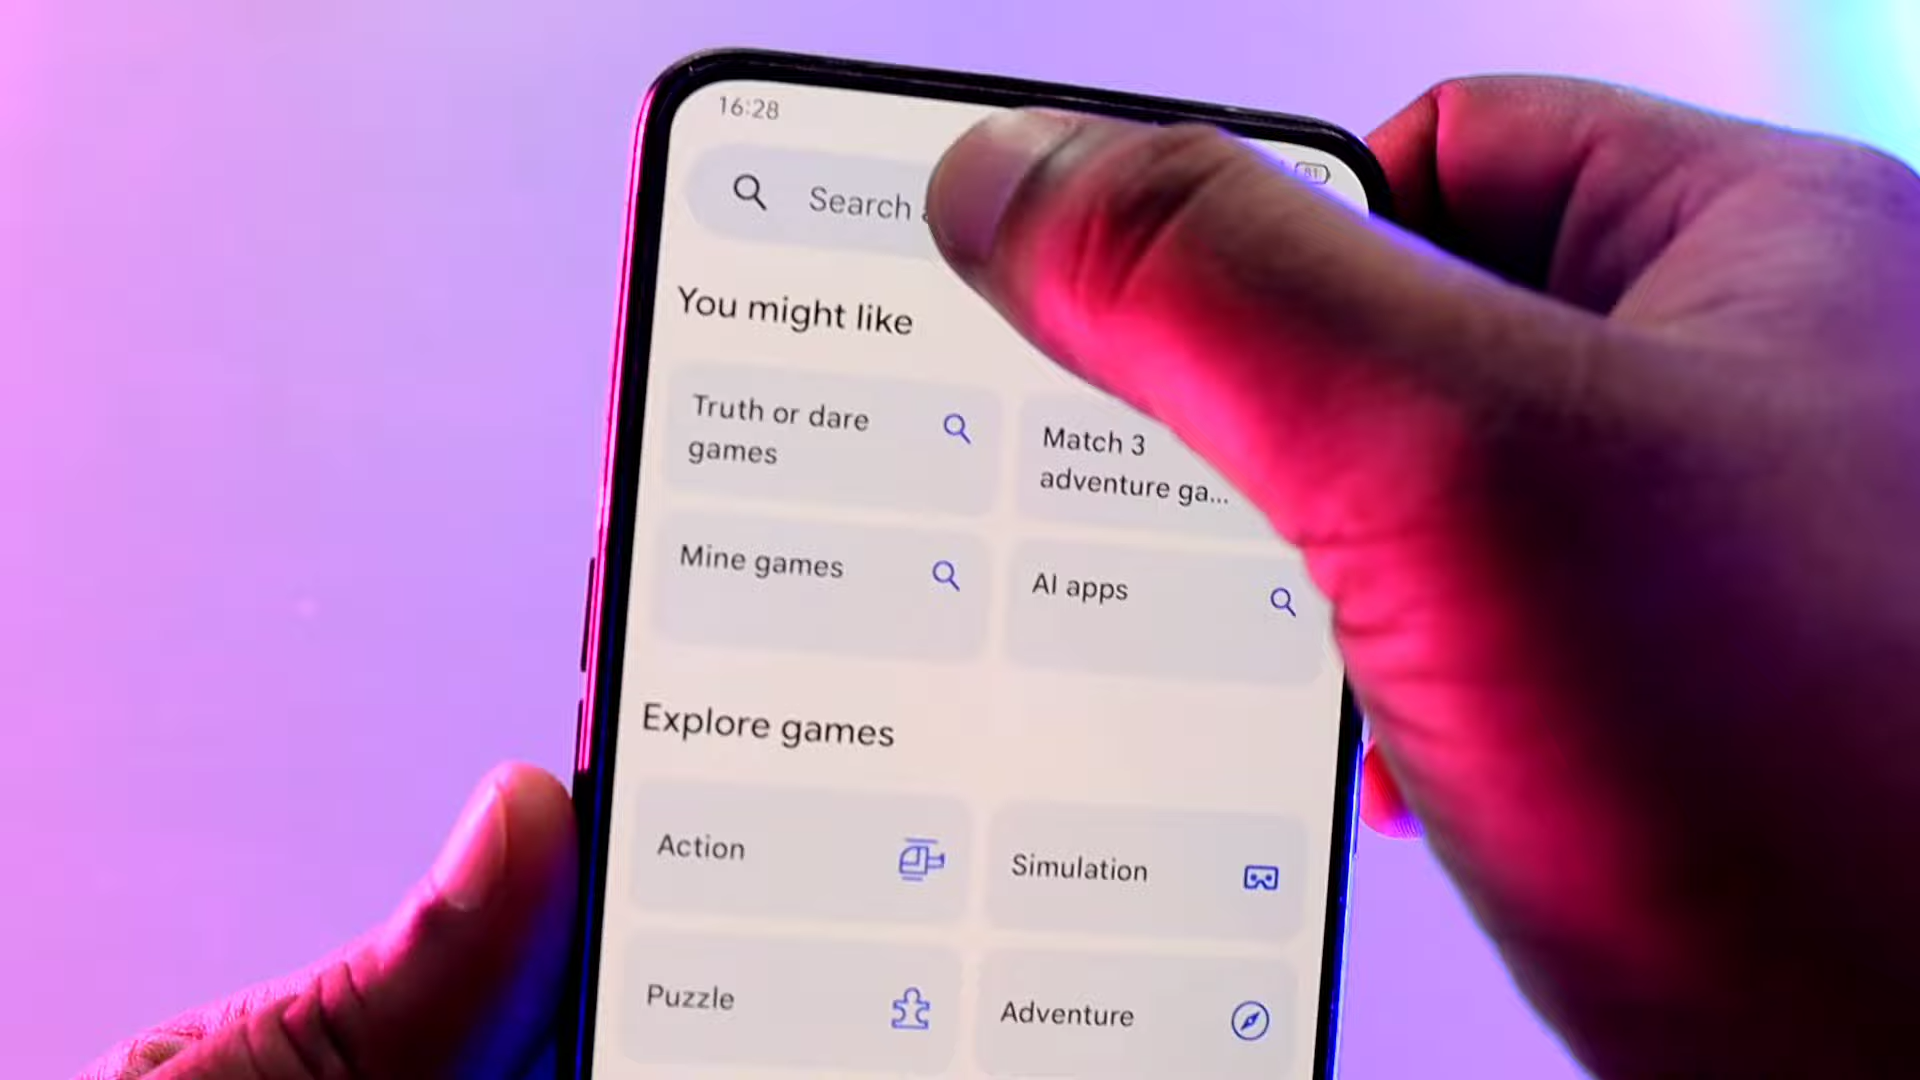 16:28
81
Search
You might like
Truth or dare
games
Match 3
adventure ga...
Mine games
AI apps
Explore games
Action
Simulation
Puzzle
Adventure